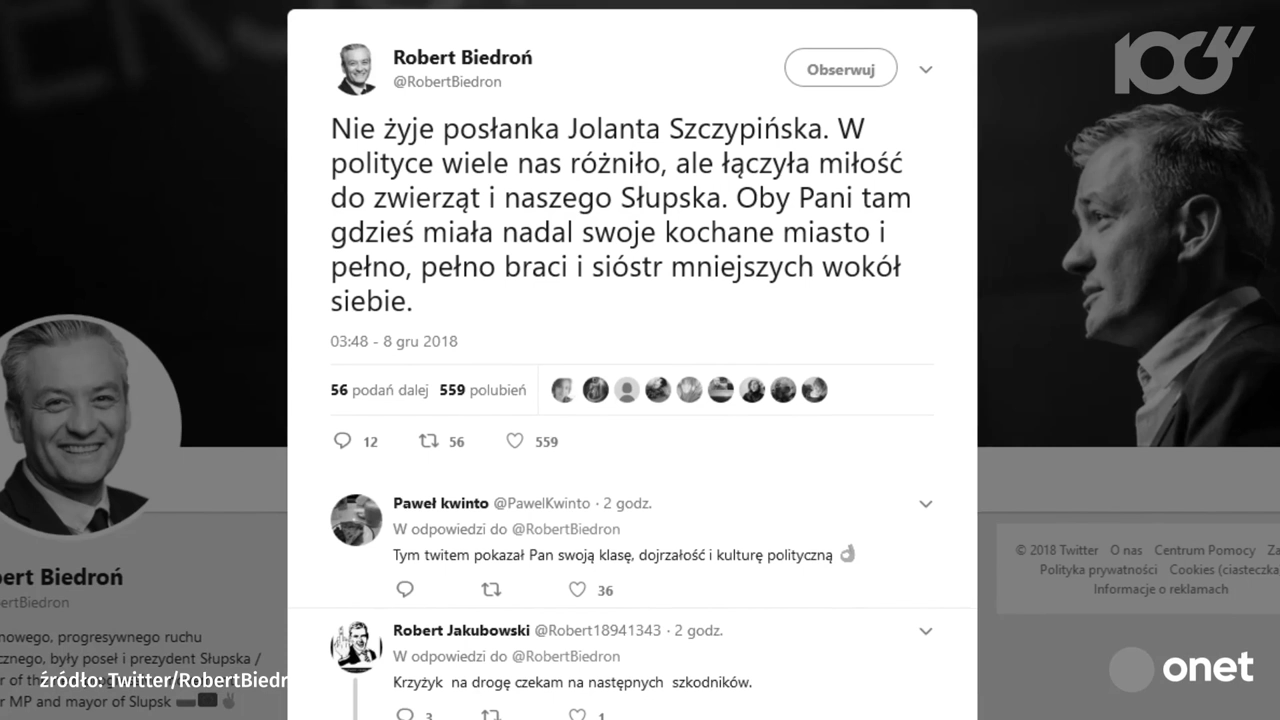 Robert Biedroń
@RobertBiedron
Obserwuj
Nie żyje posłanka Jolanta Szczypińska. W
polityce wiele nas różniło, ale łączyła miłość
do zwierząt i naszego Słupska. Oby Pani tam
gdzieś miała nadal swoje kochane miasto i
pełno, pełno braci i sióstr mniejszych wokół
siebie.
03:48 - 8 gru 2018
56 podań dalej 559 polubień
12 56 559
Paweł kwinto @PawelKwinto · 2 godz.
W odpowiedzi do @RobertBiedron
Tym twitem pokazał Pan swoją klasę, dojrzałość i kulturę polityczną 👌
36
Robert Jakubowski @Robert18941343 · 2 godz.
W odpowiedzi do @RobertBiedron
Krzyżyk na drogę czekam na następnych szkodników.
3 1
bert Biedroń
ertBiedron
nowego, progresywnego ruchu
cznego, były poseł i prezydent Słupska /
r of the
r MP and mayor of Slupsk
źródło: Twitter/RobertBiedr
© 2018 Twitter O nas Centrum Pomocy Za
Polityka prywatności Cookies (ciasteczka
Informacje o reklamach
onet